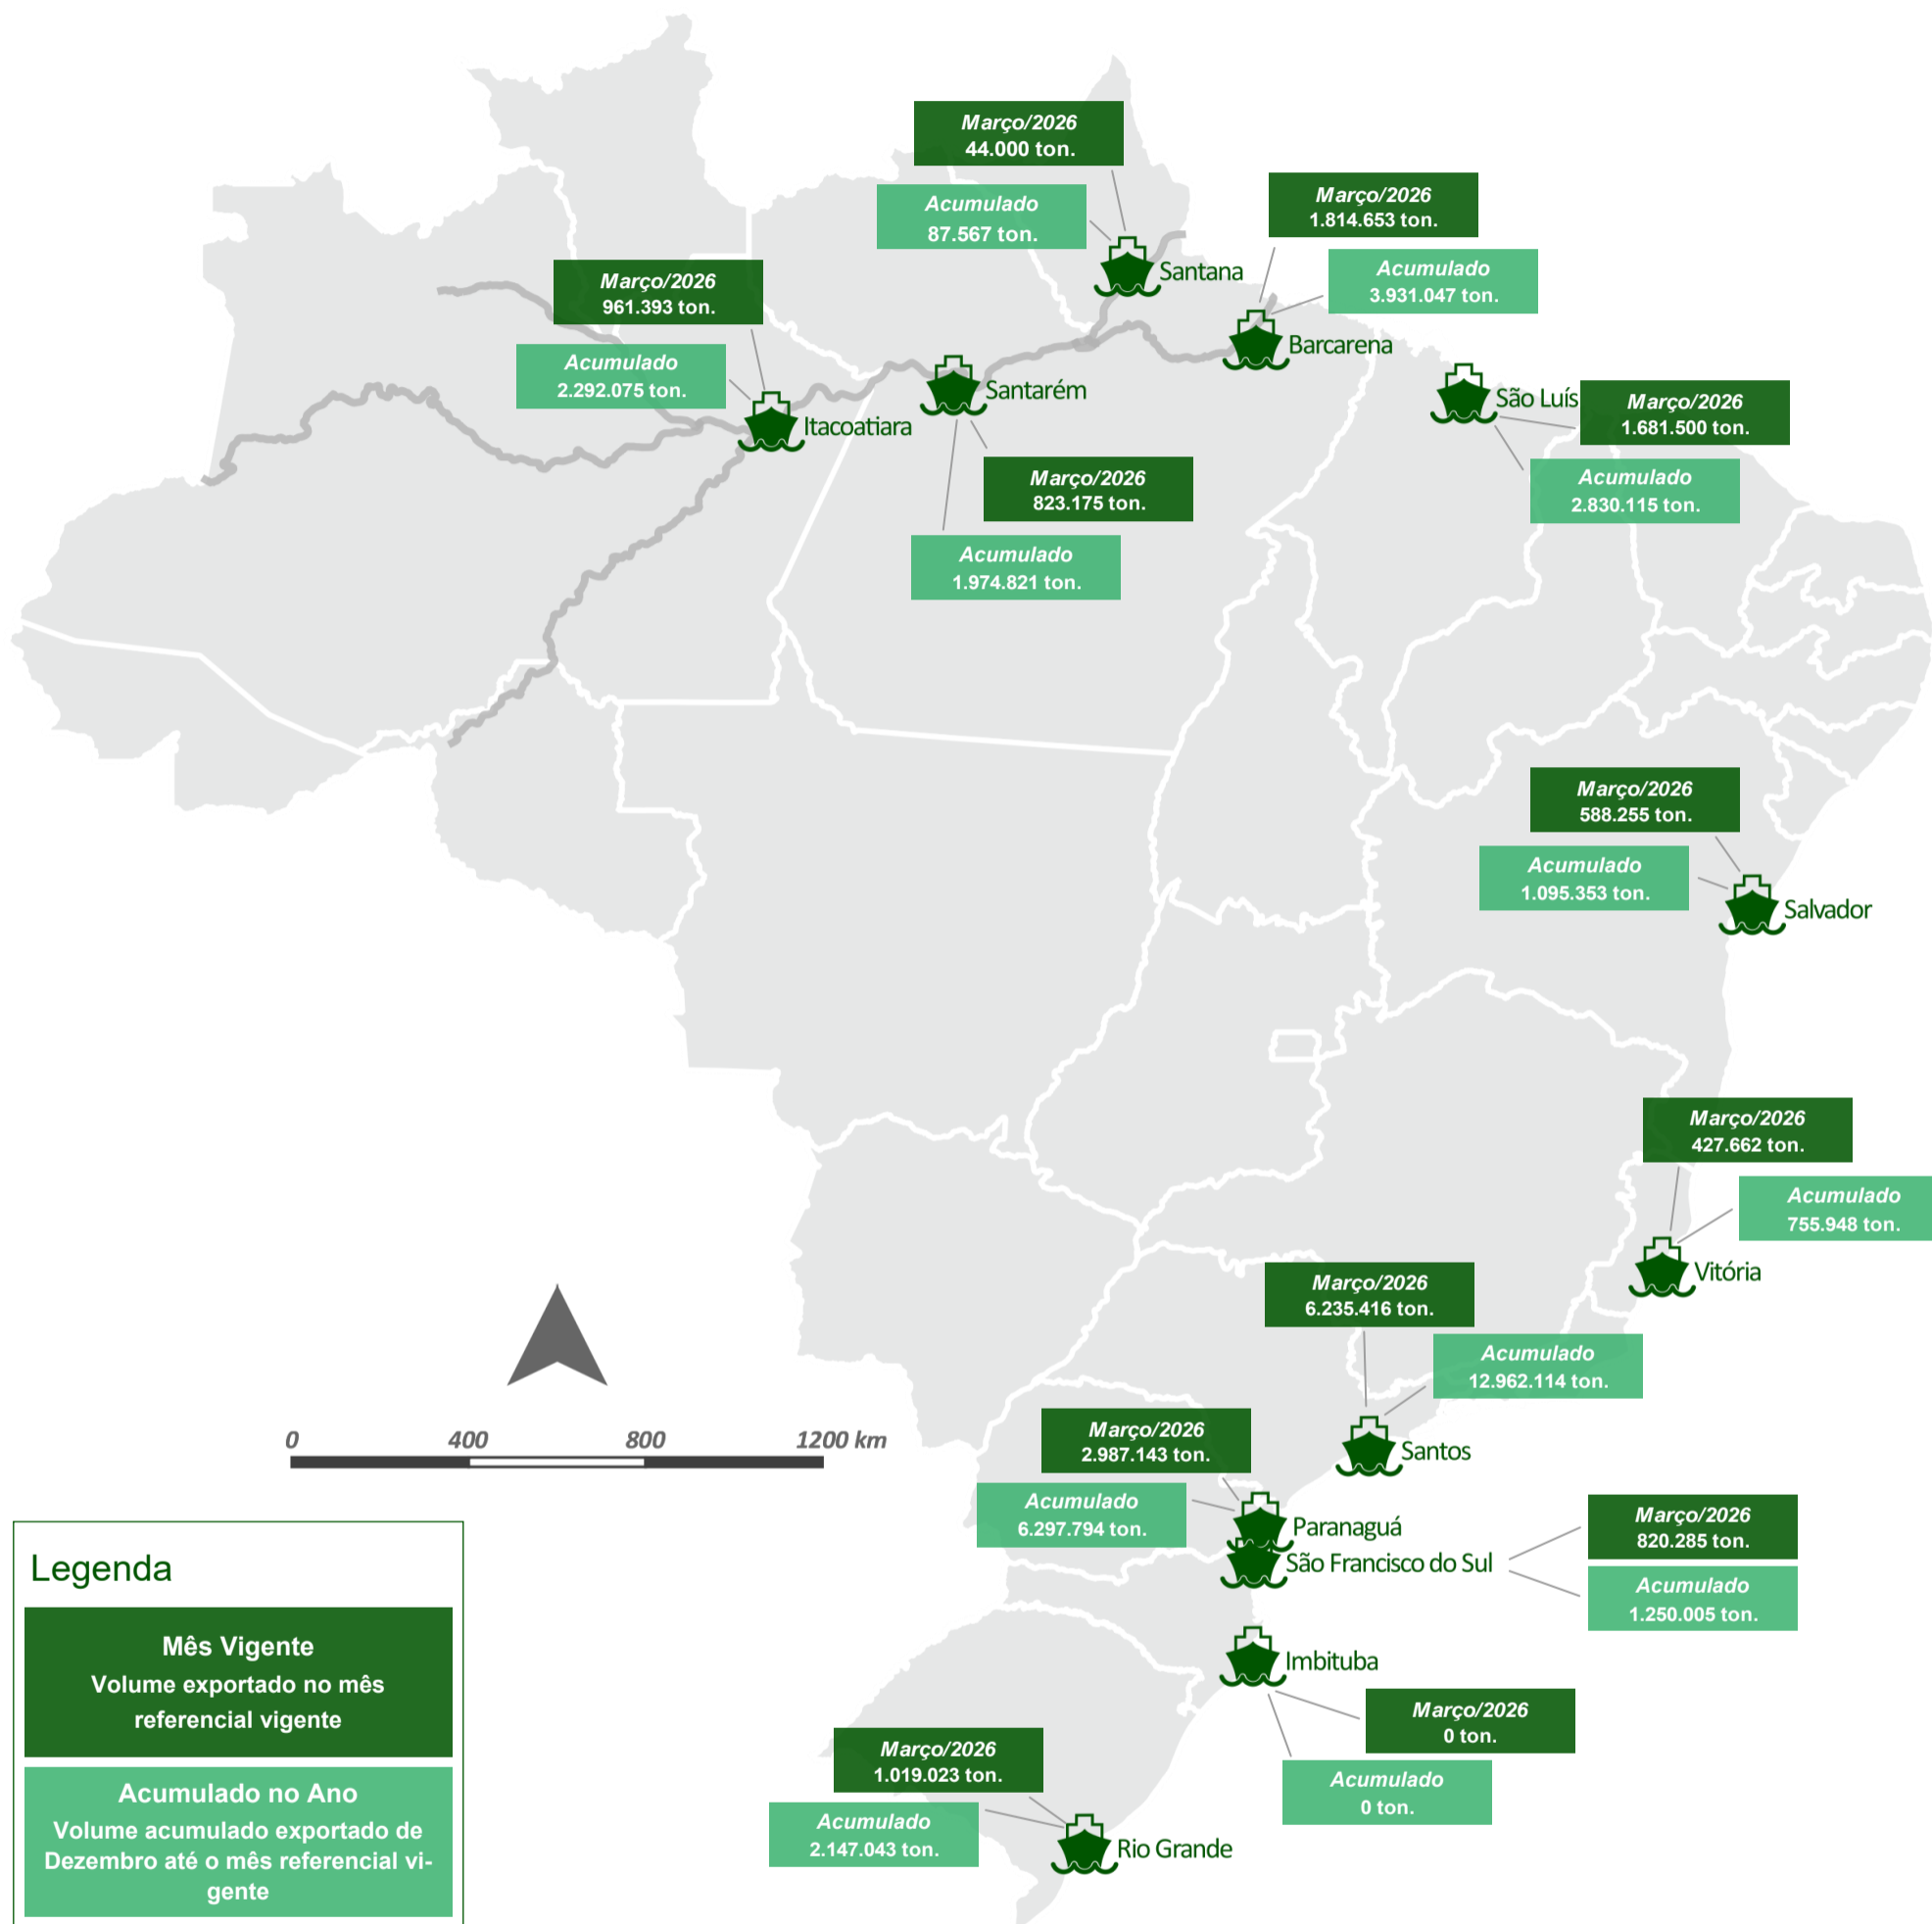 Março/2026
44.000 ton.
Acumulado
87.567 ton.
Santana
Março/2026
1.814.653 ton.
Acumulado
3.931.047 ton.
Barcarena
Março/2026
961.393 ton.
Acumulado
2.292.075 ton.
Itacoatiara
Santarém
Março/2026
823.175 ton.
Acumulado
1.974.821 ton.
São Luís
Março/2026
1.681.500 ton.
Acumulado
2.830.115 ton.
Março/2026
588.255 ton.
Acumulado
1.095.353 ton.
Salvador
Março/2026
427.662 ton.
Acumulado
755.948 ton.
Vitória
Março/2026
6.235.416 ton.
Acumulado
12.962.114 ton.
Santos
Março/2026
2.987.143 ton.
Acumulado
6.297.794 ton.
Paranaguá
São Francisco do Sul
Março/2026
820.285 ton.
Acumulado
1.250.005 ton.
Imbituba
Março/2026
0 ton.
Acumulado
0 ton.
Março/2026
1.019.023 ton.
Acumulado
2.147.043 ton.
Rio Grande
0 400 800 1200 km
Legenda
Mês Vigente
Volume exportado no mês
referencial vigente
Acumulado no Ano
Volume acumulado exportado de
Dezembro até o mês referencial vi-
gente